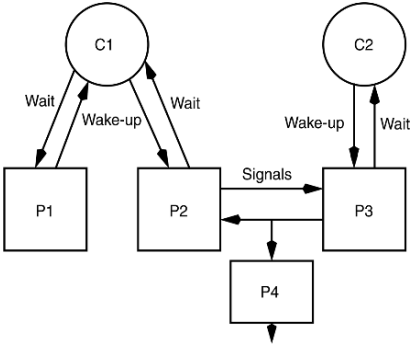 C1
C2
Wait
Wake-up
Wait
Wake-up
Wait
Signals
P1
P2
P3
P4